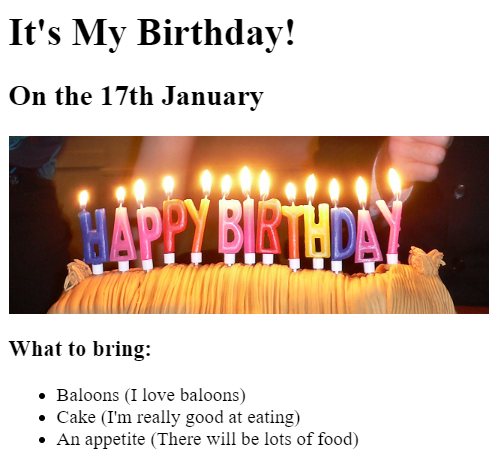 It's My Birthday!
On the 17th January
HAPPY BIRTHDAY
What to bring:
Baloons (I love baloons)
Cake (I'm really good at eating)
An appetite (There will be lots of food)